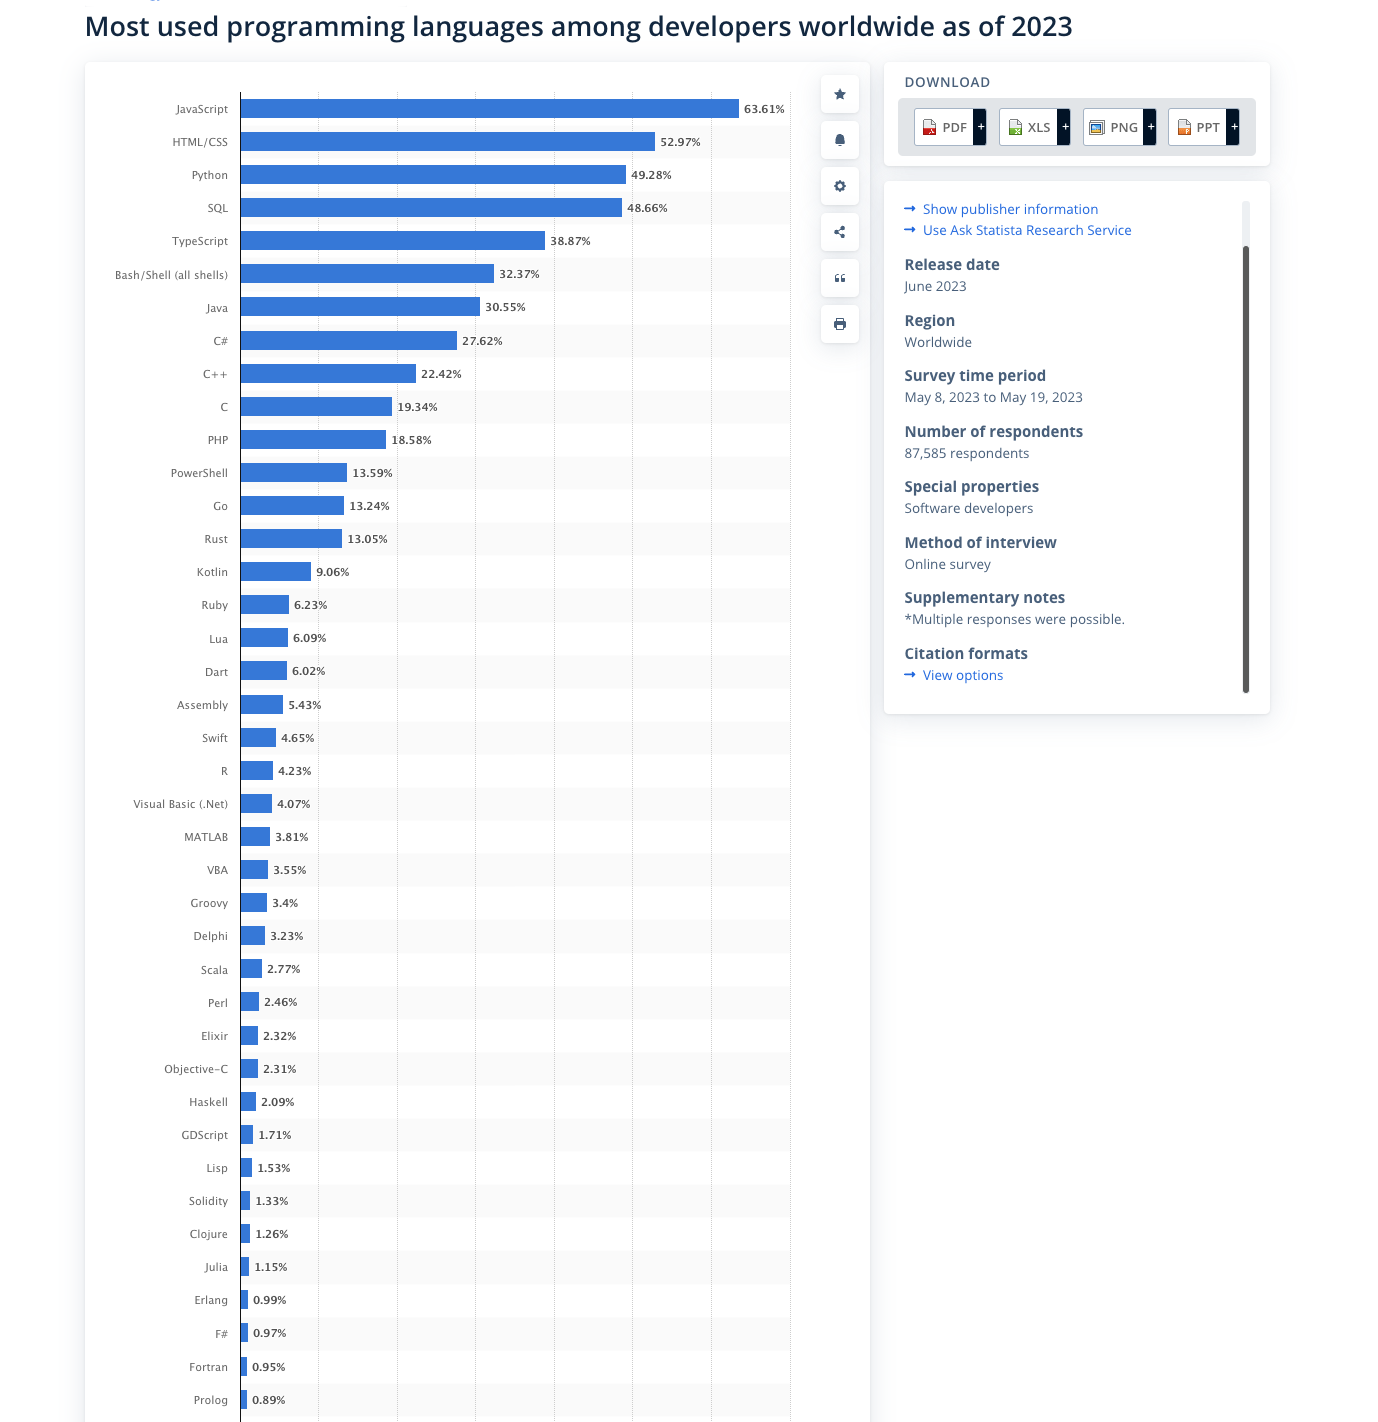 Most used programming languages among developers worldwide as of 2023
JavaScript 63.61%
HTML/CSS 52.97%
Python 49.28%
SQL 48.66%
TypeScript 38.87%
Bash/Shell (all shells) 32.37%
Java 30.55%
C# 27.62%
C++ 22.42%
C 19.34%
PHP 18.58%
PowerShell 13.59%
Go 13.24%
Rust 13.05%
Kotlin 9.06%
Ruby 6.23%
Lua 6.09%
Dart 6.02%
Assembly 5.43%
Swift 4.65%
R 4.23%
Visual Basic (.Net) 4.07%
MATLAB 3.81%
VBA 3.55%
Groovy 3.4%
Delphi 3.23%
Scala 2.77%
Perl 2.46%
Elixir 2.32%
Objective-C 2.31%
Haskell 2.09%
GDScript 1.71%
Lisp 1.53%
Solidity 1.33%
Clojure 1.26%
Julia 1.15%
Erlang 0.99%
F# 0.97%
Fortran 0.95%
Prolog 0.89%
DOWNLOAD
PDF + XLS + PNG + PPT +
→ Show publisher information
→ Use Ask Statista Research Service
Release date
June 2023
Region
Worldwide
Survey time period
May 8, 2023 to May 19, 2023
Number of respondents
87,585 respondents
Special properties
Software developers
Method of interview
Online survey
Supplementary notes
*Multiple responses were possible.
Citation formats
→ View options